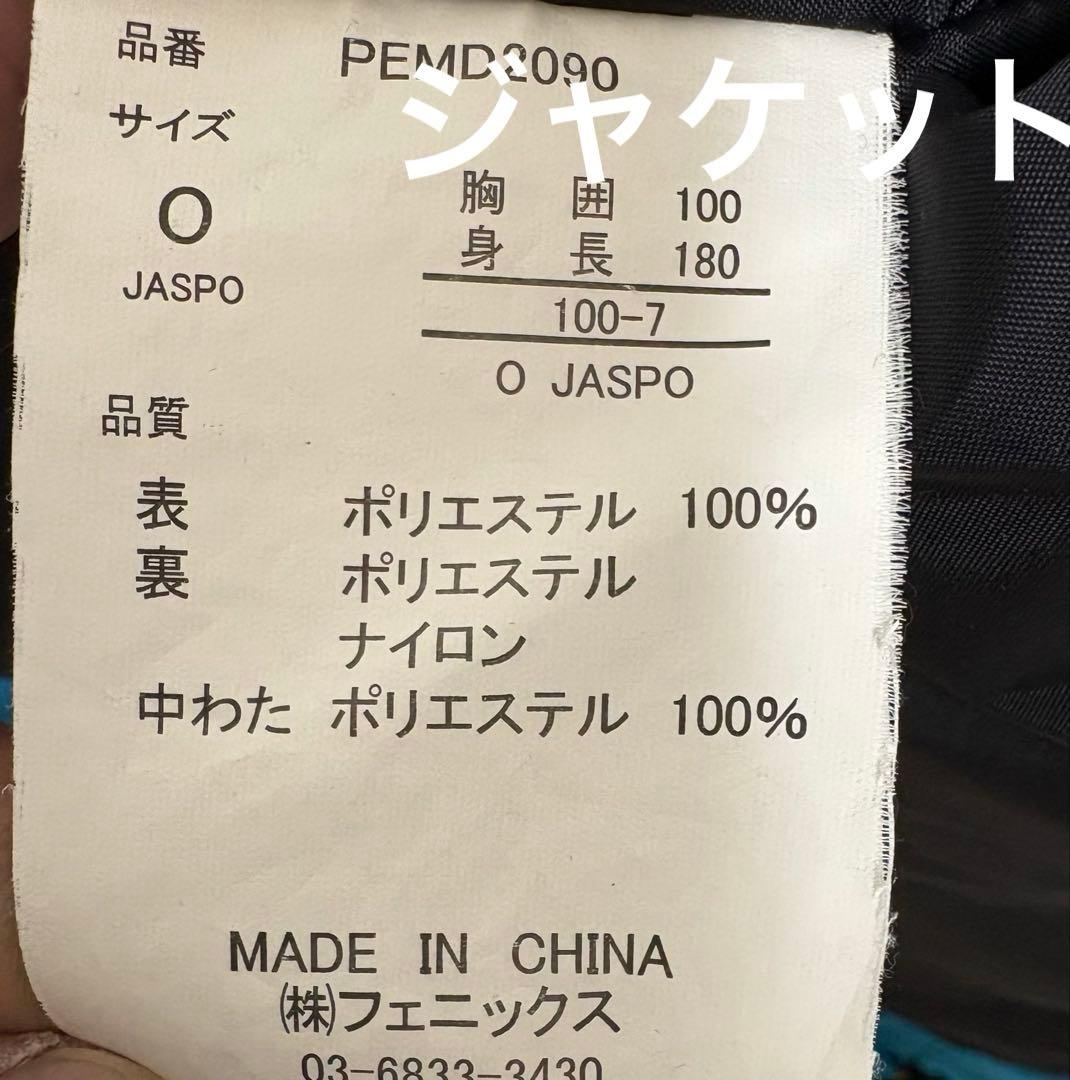 品番 PEMD2090
ジャケット
サイズ
O
JASPO
胸囲 100
身長 180
100-7
O JASPO
品質
表 ポリエステル 100%
裏 ポリエステル
ナイロン
中わた ポリエステル 100%
MADE IN CHINA
㈱フェニックス
03-6833-3430